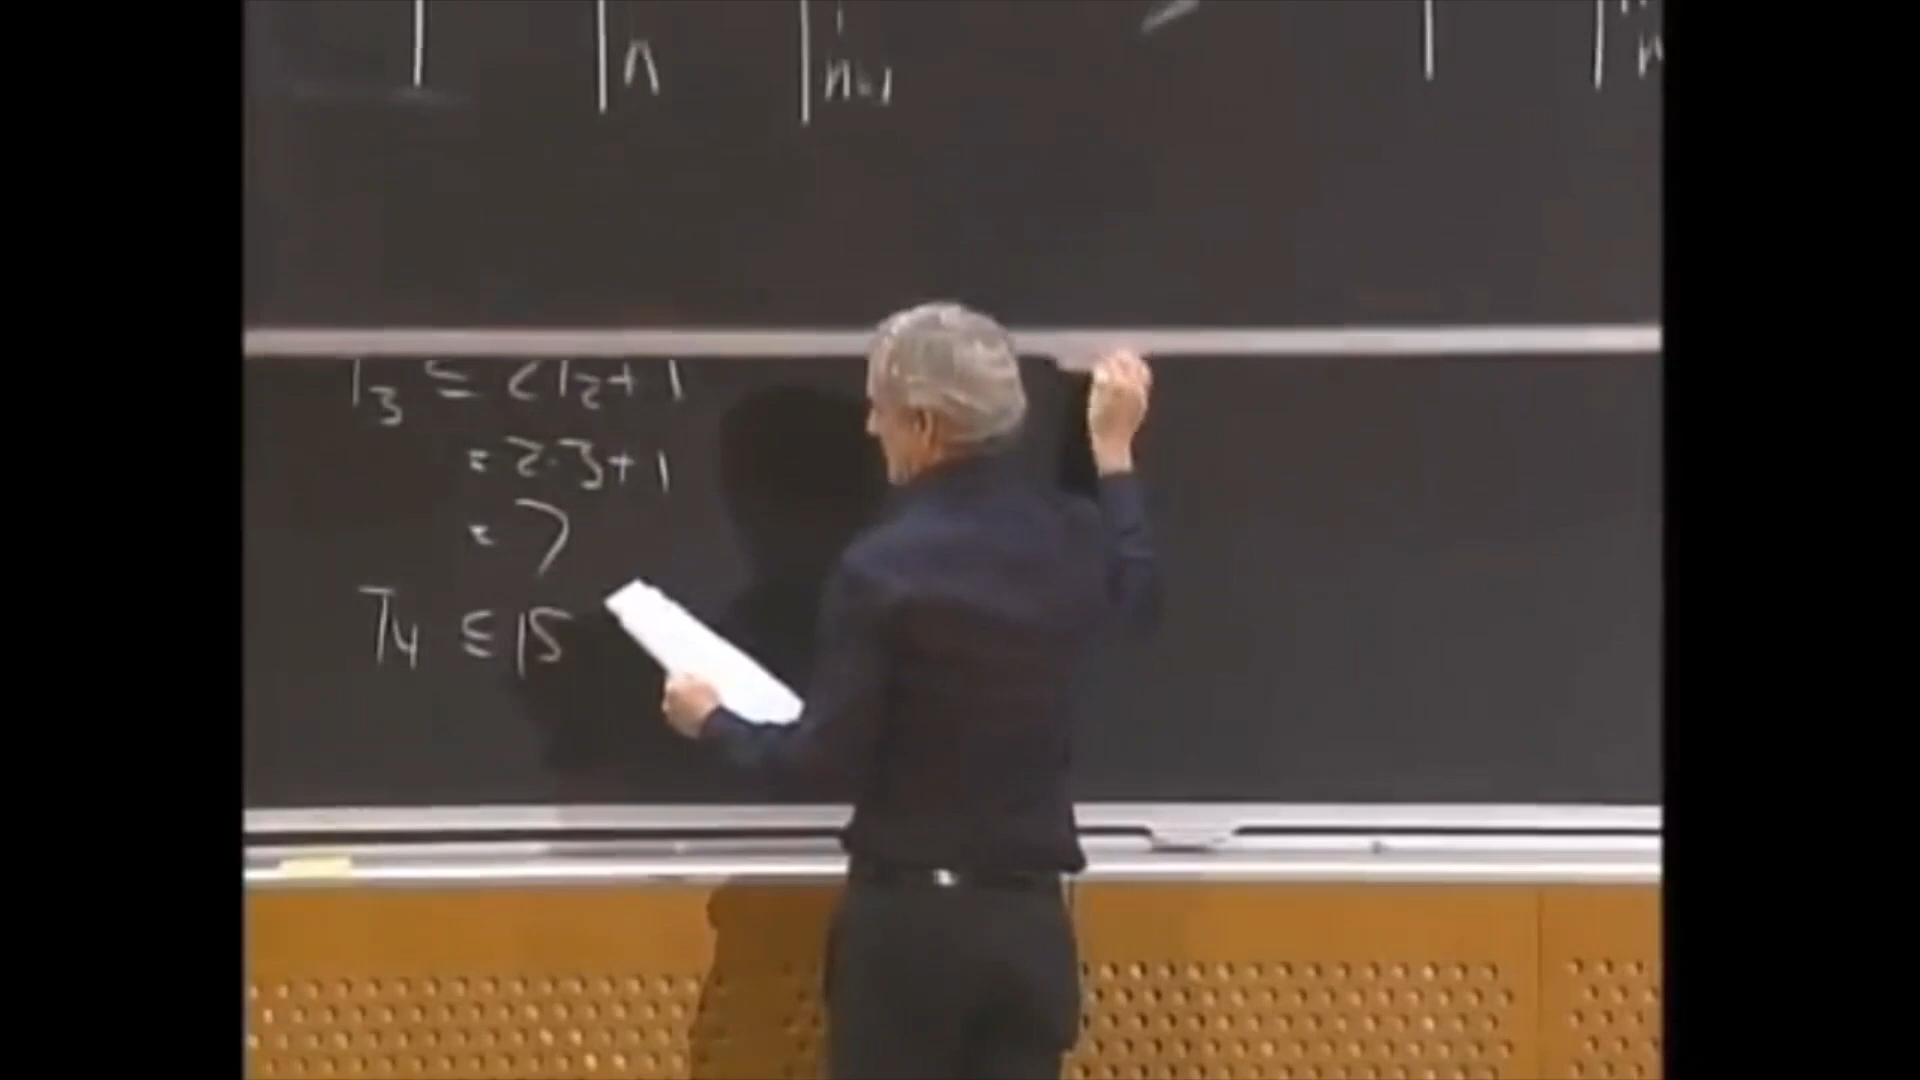 n
n-1
T3 ≤ 2T2+1
= 2·3+1
= 7
T4 ≤ 15